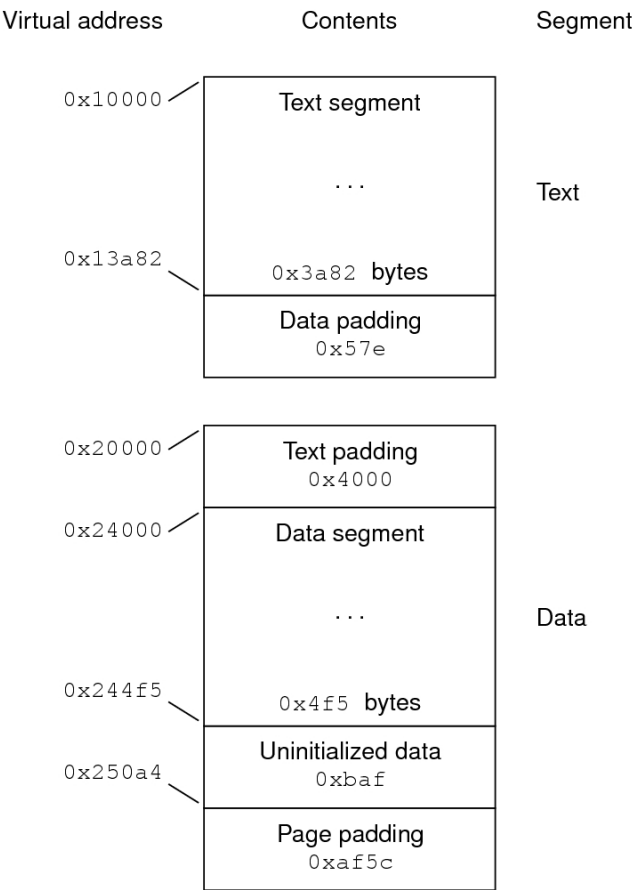 Virtual address Contents Segment
0x10000 Text segment
...
Text
0x13a82 0x3a82 bytes
Data padding
0x57e
0x20000 Text padding
0x4000
0x24000 Data segment
...
Data
0x244f5 0x4f5 bytes
Uninitialized data
0x250a4 0xbaf
Page padding
0xaf5c